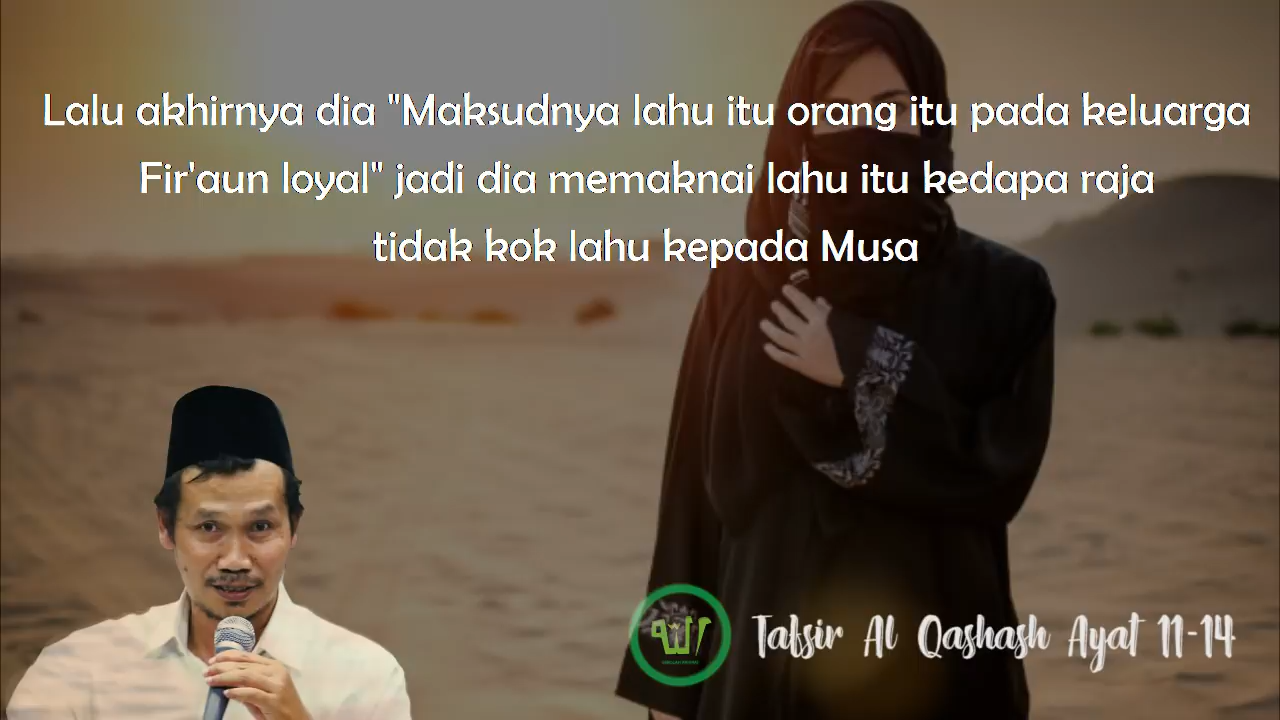 Lalu akhirnya dia "Maksudnya lahu itu orang itu pada keluarga
Fir'aun loyal" jadi dia memaknai lahu itu kedapa raja
tidak kok lahu kepada Musa
Tafsir Al Qashash Ayat 11-14